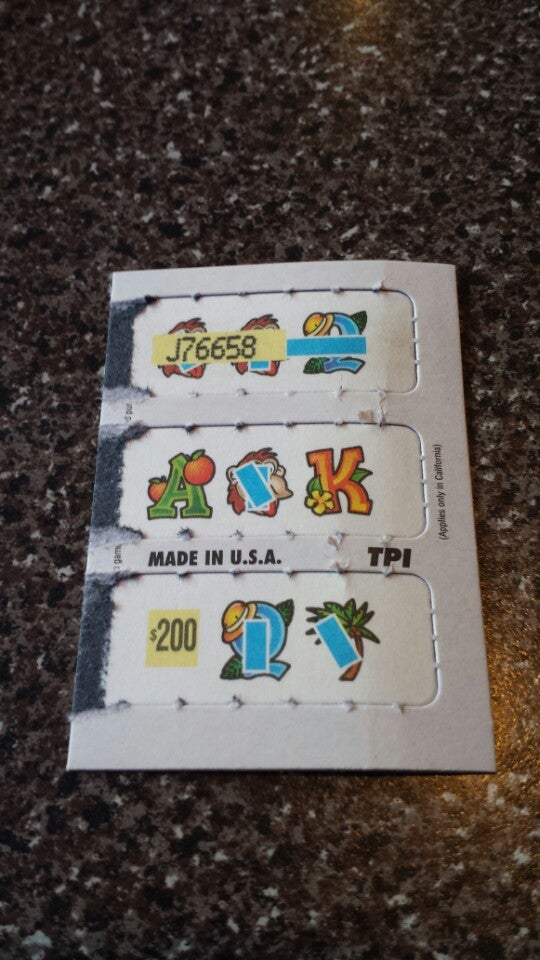 J76658
A K
MADE IN U.S.A. TPI
$200
(Applies only in California)